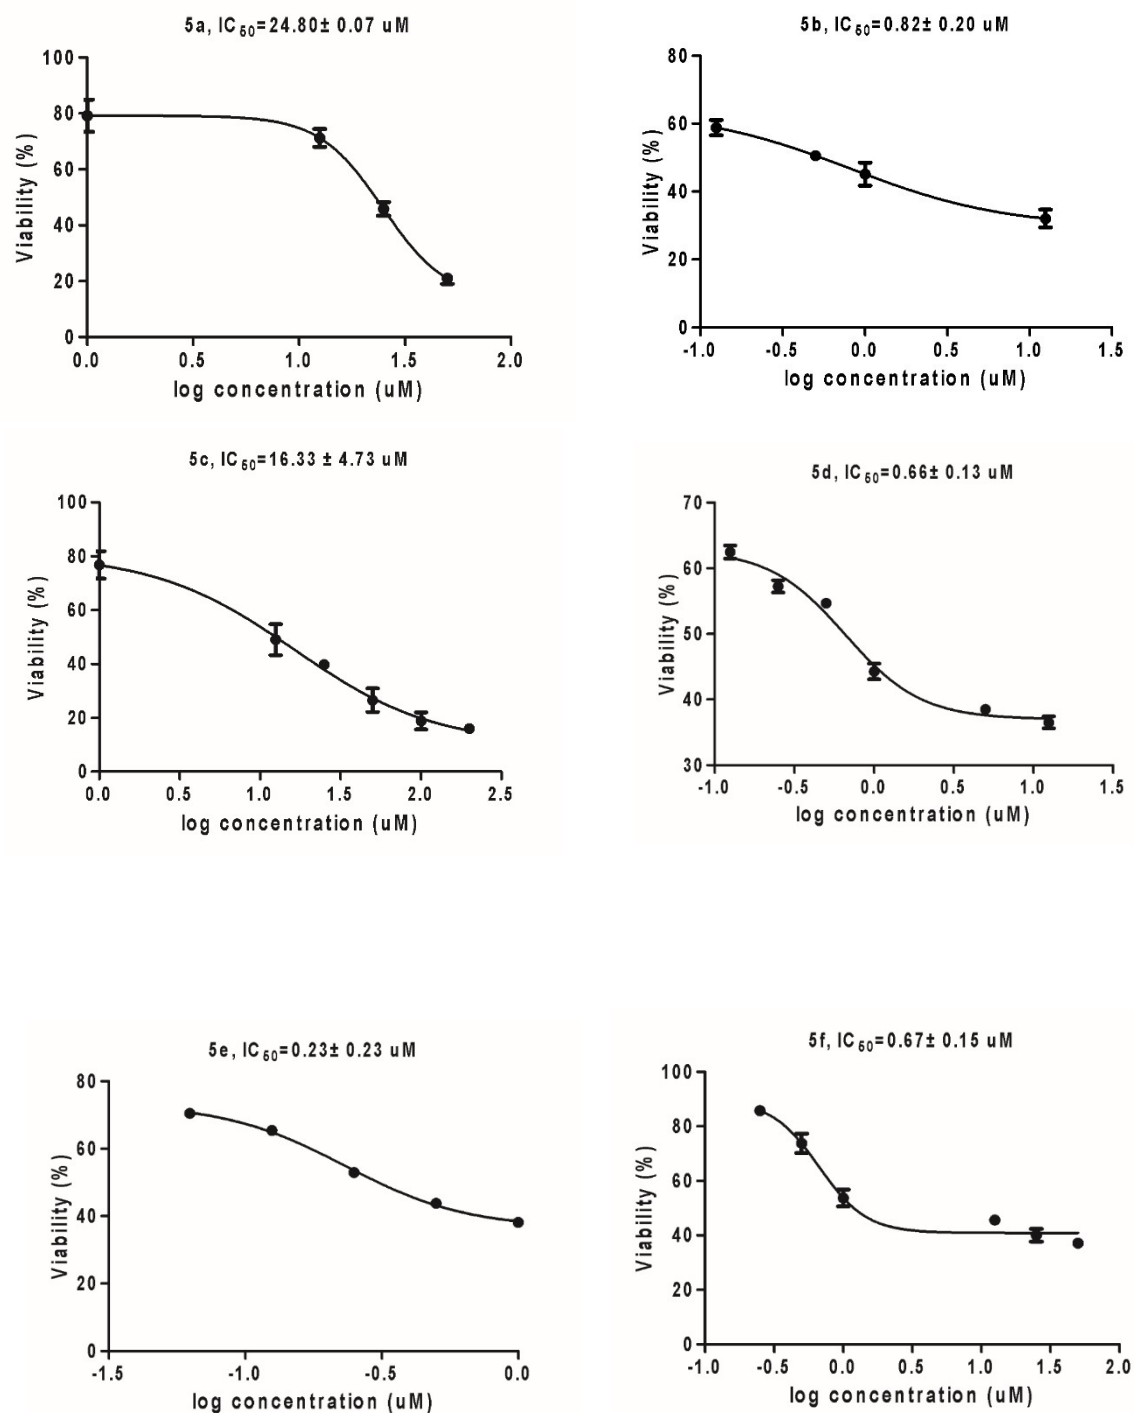 5a, IC50=24.80± 0.07 uM
100
80
60
40
20
0
Viability (%)
0.0 0.5 1.0 1.5 2.0
log concentration (uM)
5b, IC50=0.82± 0.20 uM
80
60
40
20
0
Viability (%)
-1.0 -0.5 0.0 0.5 1.0 1.5
log concentration (uM)
5c, IC50=16.33 ± 4.73 uM
100
80
60
40
20
0
Viability (%)
0.0 0.5 1.0 1.5 2.0 2.5
log concentration (uM)
5d, IC50=0.66± 0.13 uM
70
60
50
40
30
Viability (%)
-1.0 -0.5 0.0 0.5 1.0 1.5
log concentration (uM)
5e, IC50=0.23± 0.23 uM
80
60
40
20
0
Viability (%)
-1.5 -1.0 -0.5 0.0
log concentration (uM)
5f, IC50=0.67± 0.15 uM
100
80
60
40
20
0
Viability (%)
-1.0 -0.5 0.0 0.5 1.0 1.5 2.0
log concentration (uM)